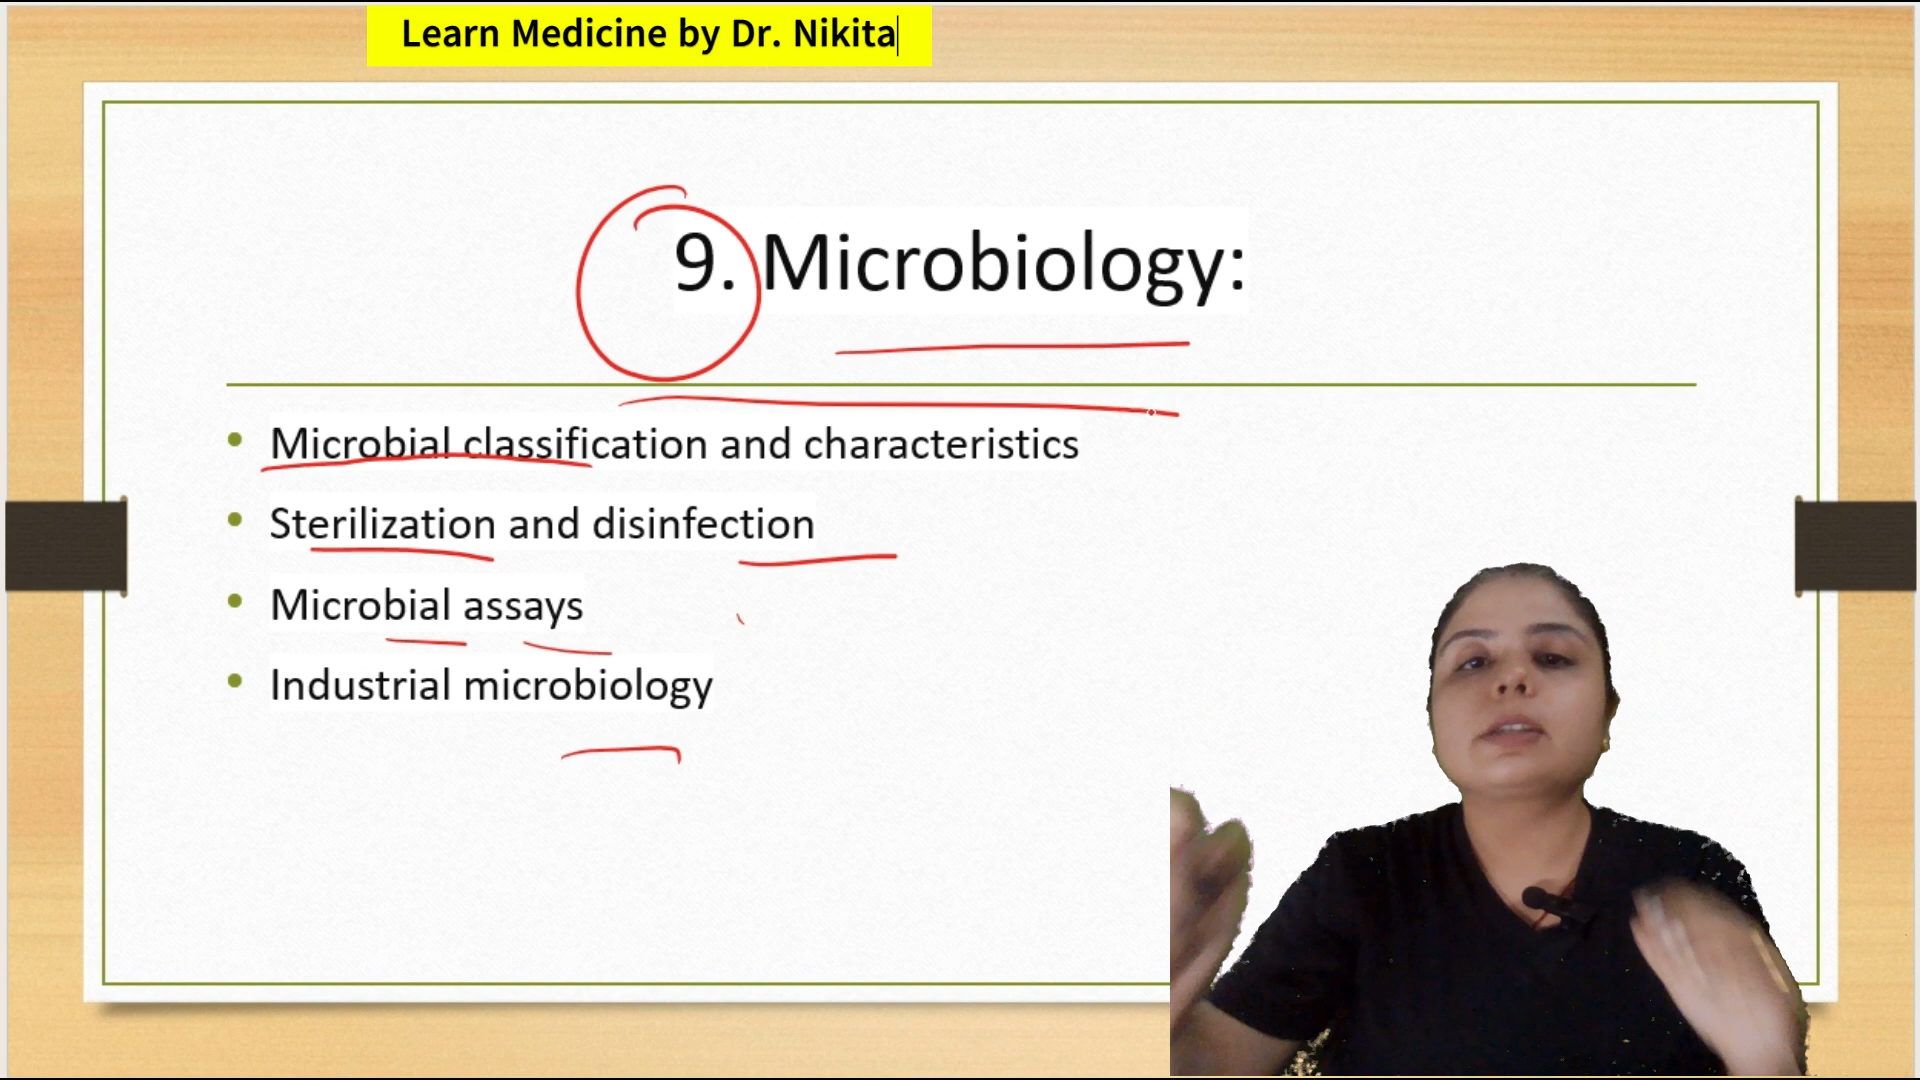 Learn Medicine by Dr. Nikita
9. Microbiology:
• Microbial classification and characteristics
• Sterilization and disinfection
• Microbial assays
• Industrial microbiology